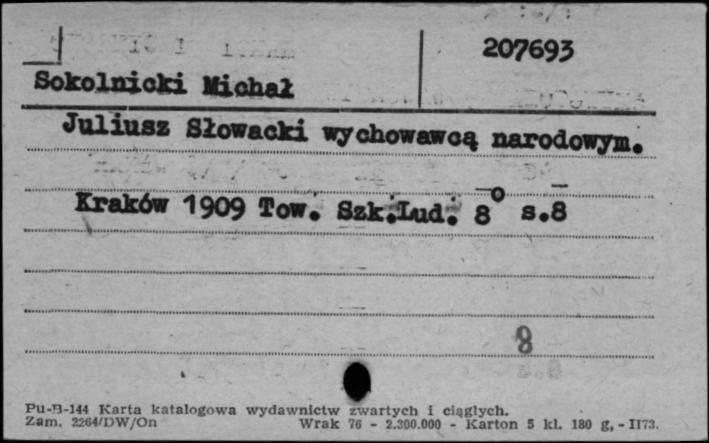 207693
Sokolnicki Michał
Juliusz Słowacki wychowawcą narodowym.
Kraków 1909 Tow. Szk.Lud. 8° s.8
8
Pu-B-144 Karta katalogowa wydawnictw zwartych i ciągłych.
Zam. 2264/DW/On Wrak 76 - 2.300.000 - Karton 5 kl. 180 g, - II73.